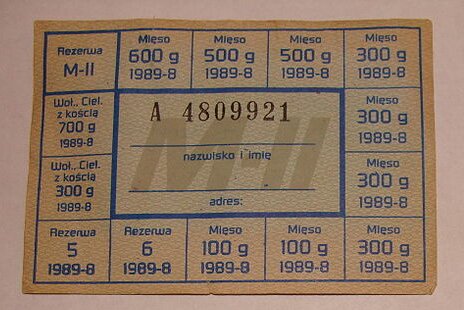 Rezerwa
M-II
Mięso
600 g
1989-8
Mięso
500 g
1989-8
Mięso
500 g
1989-8
Mięso
300 g
1989-8
Woł., Ciel.
z kością
700 g
1989-8
A 4809921
M-II
nazwisko i imię
adres:
Mięso
300 g
1989-8
Woł., Ciel.
z kością
300 g
1989-8
Mięso
300 g
1989-8
Rezerwa
5
1989-8
Rezerwa
6
1989-8
Mięso
100 g
1989-8
Mięso
100 g
1989-8
Mięso
300 g
1989-8